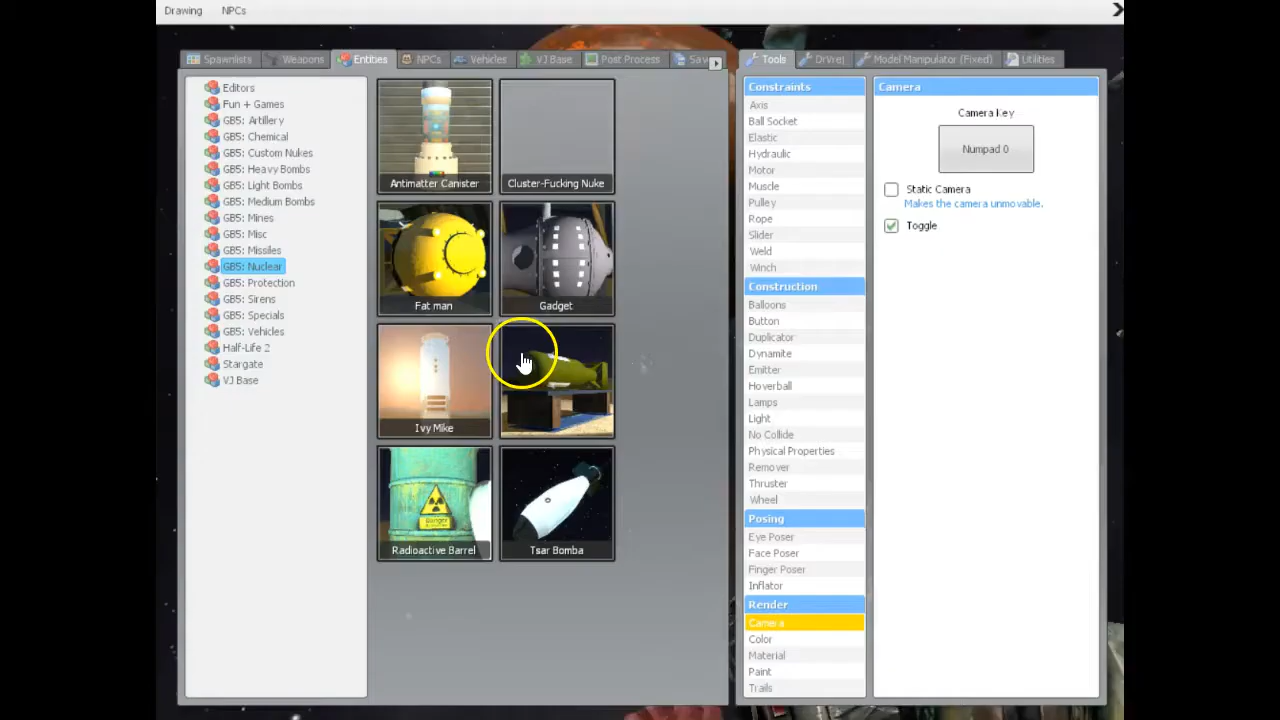 Drawing NPCs
Spawnlists Weapons Entities NPCs Vehicles VJ Base Post Process Sav
Tools DrVrej Model Manipulator (Fixed) Utilities
Editors
Fun + Games
GB5: Artillery
GB5: Chemical
GB5: Custom Nukes
GB5: Heavy Bombs
GB5: Light Bombs
GB5: Medium Bombs
GB5: Mines
GB5: Misc
GB5: Missiles
GB5: Nuclear
GB5: Protection
GB5: Sirens
GB5: Specials
GB5: Vehicles
Half-Life 2
Stargate
VJ Base
Antimatter Canister
Cluster-Fucking Nuke
Fat man
Gadget
Ivy Mike
Radioactive Barrel
Danger
Tsar Bomba
Constraints
Axis
Ball Socket
Elastic
Hydraulic
Motor
Muscle
Pulley
Rope
Slider
Weld
Winch
Construction
Balloons
Button
Duplicator
Dynamite
Emitter
Hoverball
Lamps
Light
No Collide
Physical Properties
Remover
Thruster
Wheel
Posing
Eye Poser
Face Poser
Finger Poser
Inflator
Render
Camera
Color
Material
Paint
Trails
Camera
Camera Key
Numpad 0
Static Camera
Makes the camera unmovable.
Toggle